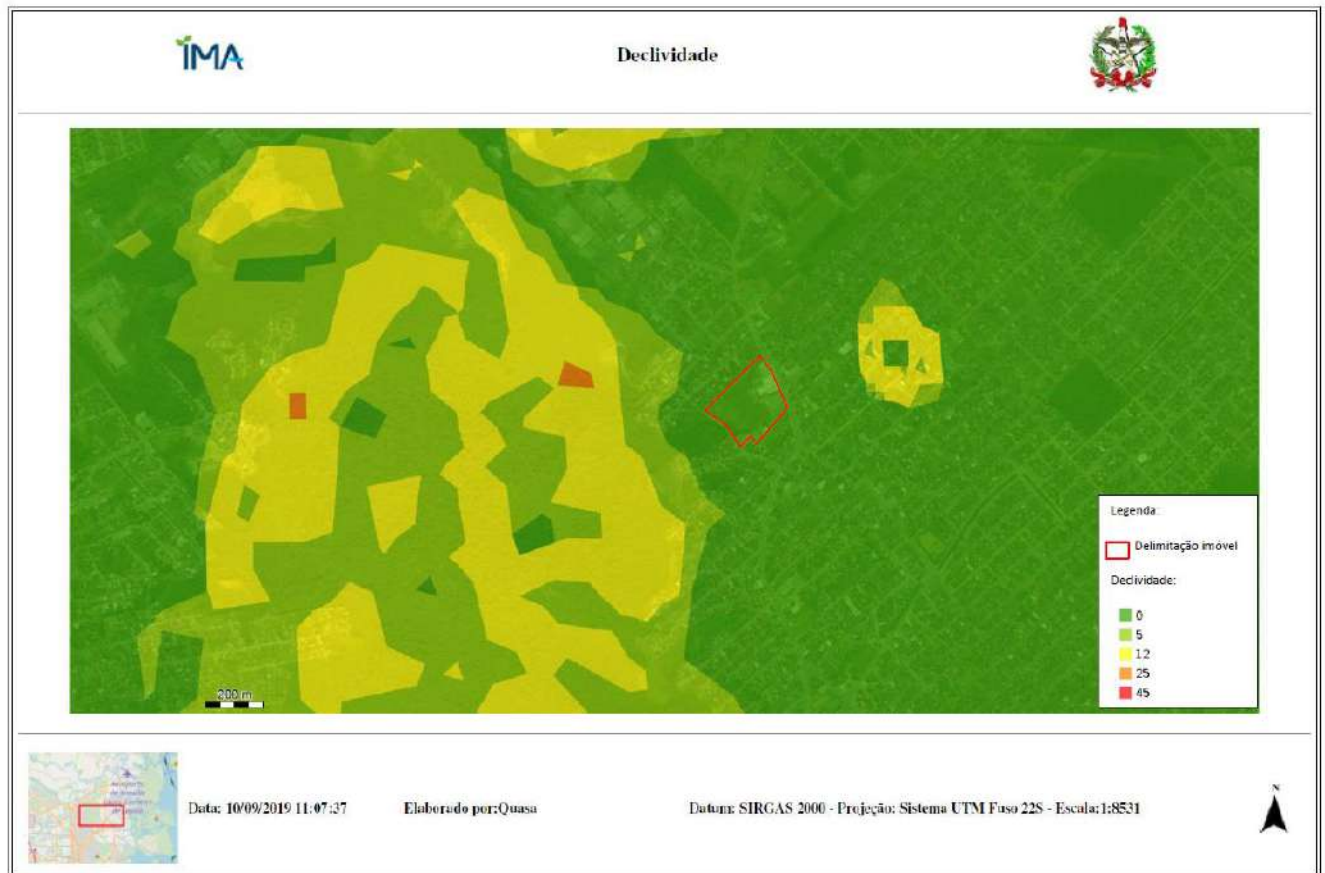 IMA
Declividade
200 m
Legenda:
Delimitação imóvel
Declividade:
0
5
12
25
45
Data: 10/09/2019 11:07:37
Elaborado por:Quasa
Datum: SIRGAS 2000 - Projeção: Sistema UTM Fuso 22S - Escala:1:8531
N